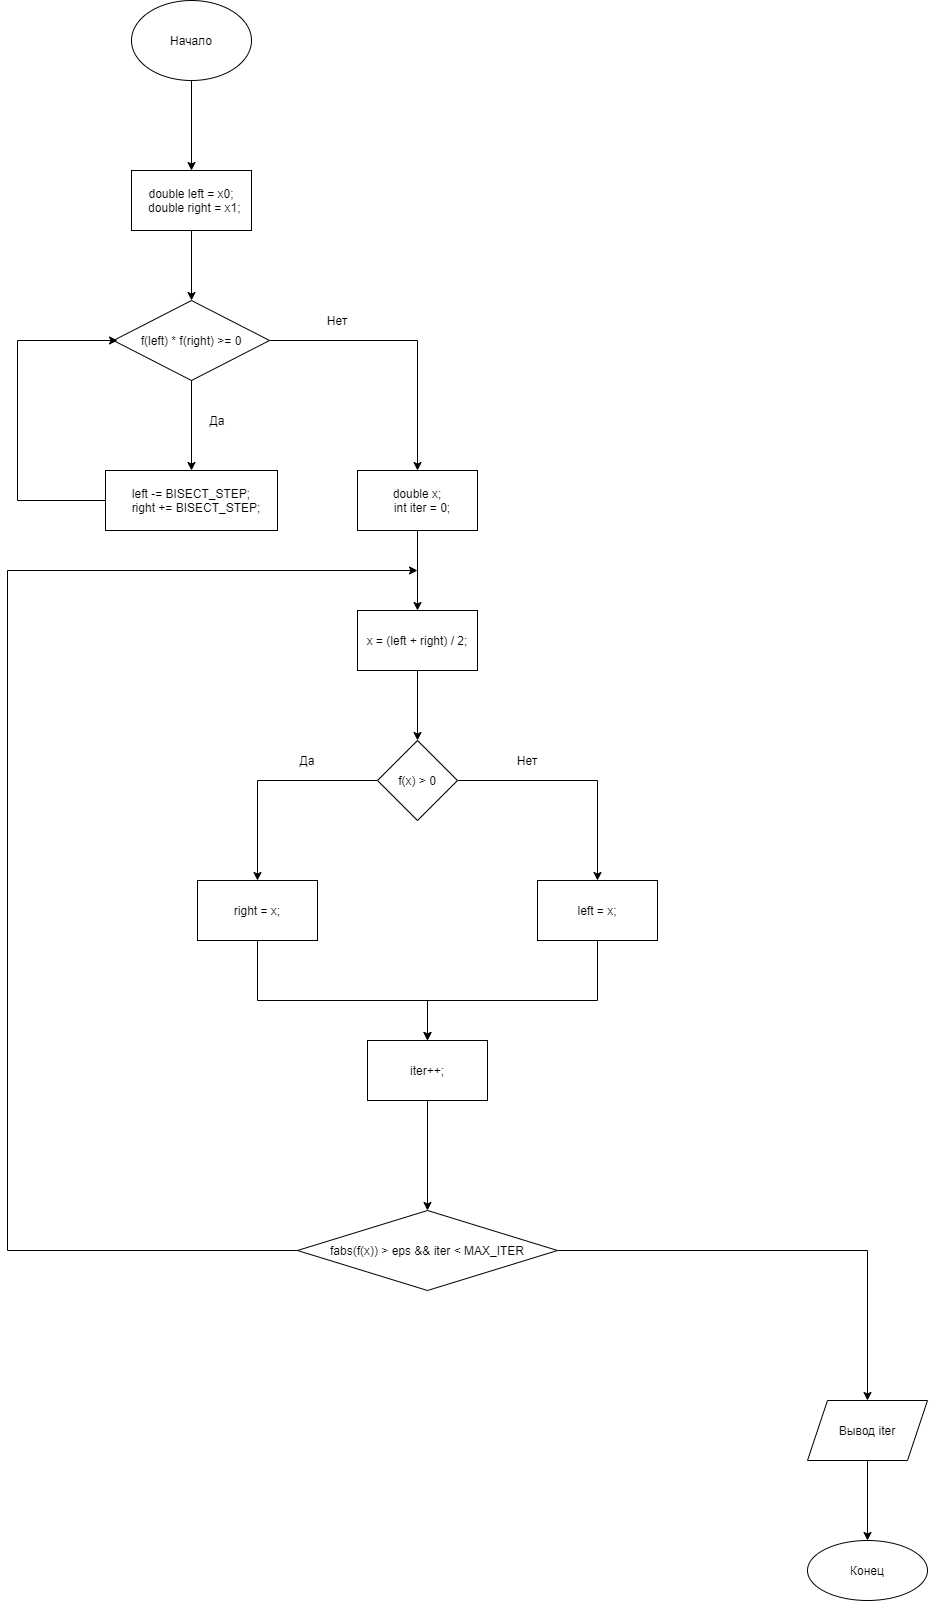 Начало
double left = x0;
double right = x1;
f(left) * f(right) >= 0
Нет
Да
left -= BISECT_STEP;
right += BISECT_STEP;
double x;
int iter = 0;
x = (left + right) / 2;
Да
Нет
f(x) > 0
right = x;
left = x;
iter++;
fabs(f(x)) > eps && iter < MAX_ITER
Вывод iter
Конец